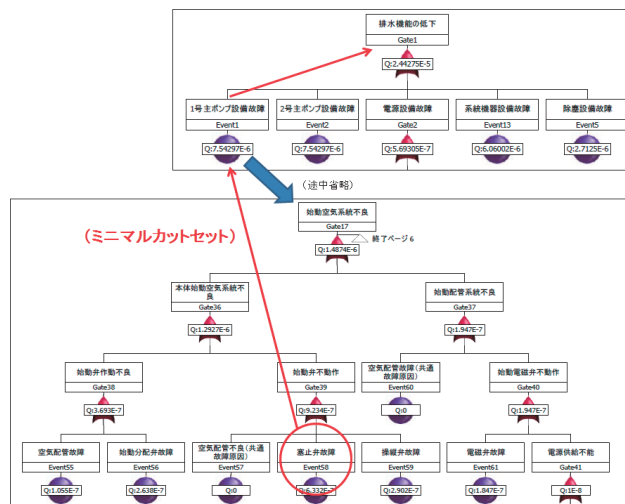 排水機能の低下
Gate1
Q:2.44275E-5
1号主ポンプ設備故障
Event1
Q:7.54297E-6
2号主ポンプ設備故障
Event2
Q:7.54297E-6
電源設備故障
Gate2
Q:5.69305E-7
系統機器設備故障
Event13
Q:6.06002E-6
除塵設備故障
Event5
Q:2.7125E-6
(途中省略)
始動空気系統不良
Gate17
終了ページ 6
Q:1.4874E-6
(ミニマルカットセット)
本体始動空気系統不
良
Gate36
Q:1.2927E-6
始動配管系統不良
Gate37
Q:1.947E-7
始動弁作動不良
Gate38
Q:3.693E-7
始動弁不動作
Gate39
Q:9.234E-7
空気配管故障(共通
故障原因)
Event60
Q:0
始動電磁弁不動作
Gate40
Q:1.947E-7
空気配管故障
Event55
Q:1.055E-7
始動分配弁故障
Event56
Q:2.638E-7
空気配管不良(共通
故障原因)
Event57
Q:0
塞止弁故障
Event58
Q:6.332E-7
操縦弁故障
Event59
Q:2.902E-7
電磁弁故障
Event61
Q:1.847E-7
電源供給不能
Gate41
Q:1E-8